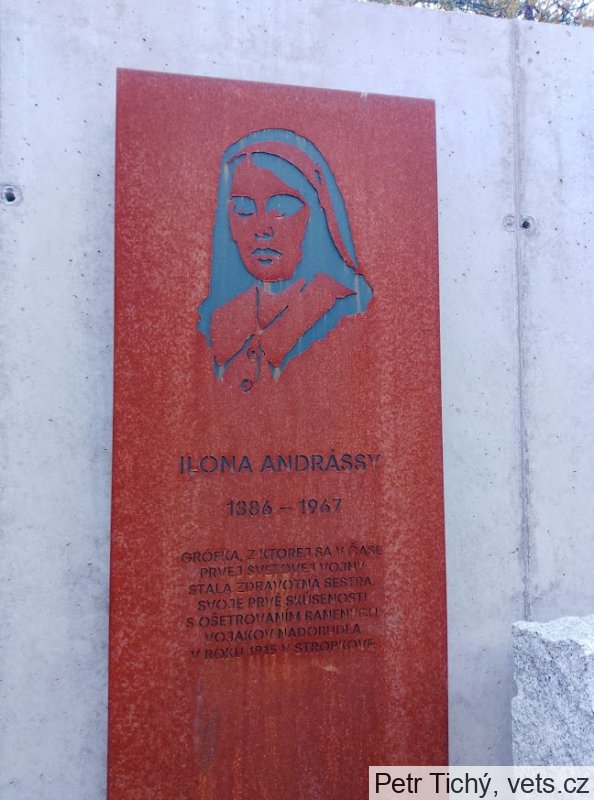 ILONA ANDRÁSSY
1886 – 1967
GRÓFKA, Z KTOREJ SA V ČASE
PRVEJ SVETOVEJ VOJNY
STALA ZDRAVOTNÁ SESTRA.
SVOJE PRVÉ SKÚSENOSTI
S OŠETROVANÍM RANENÝCH
VOJAKOV NADOBUDLA
V ROKU 1915 V STROPKOVE.
Petr Tichý, vets.cz